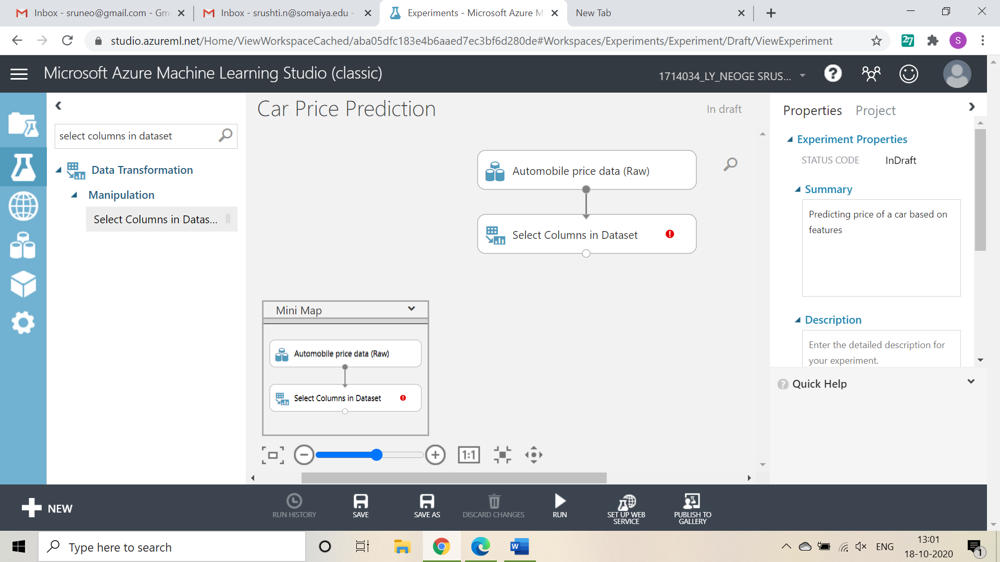 Inbox - sruneo@gmail.com - Gm
Inbox - srushti.n@somaiya.edu -
Experiments - Microsoft Azure M
New Tab
studio.azureml.net/Home/ViewWorkspaceCached/aba05dfc183e4b6aaed7ec3bf6d280de#Workspaces/Experiments/Experiment/Draft/ViewExperiment
27
S
Microsoft Azure Machine Learning Studio (classic)
1714034_LY_NEOGE SRUS...
select columns in dataset
Data Transformation
Manipulation
Select Columns in Datas...
Car Price Prediction
In draft
Automobile price data (Raw)
Select Columns in Dataset
Mini Map
Automobile price data (Raw)
Select Columns in Dataset
1:1
Properties
Project
Experiment Properties
STATUS CODE
InDraft
Summary
Predicting price of a car based on
features
Description
Enter the detailed description for
your experiment.
Quick Help
NEW
RUN HISTORY
SAVE
SAVE AS
DISCARD CHANGES
RUN
SET UP WEB
SERVICE
PUBLISH TO
GALLERY
Type here to search
W
ENG
13:01
18-10-2020
1